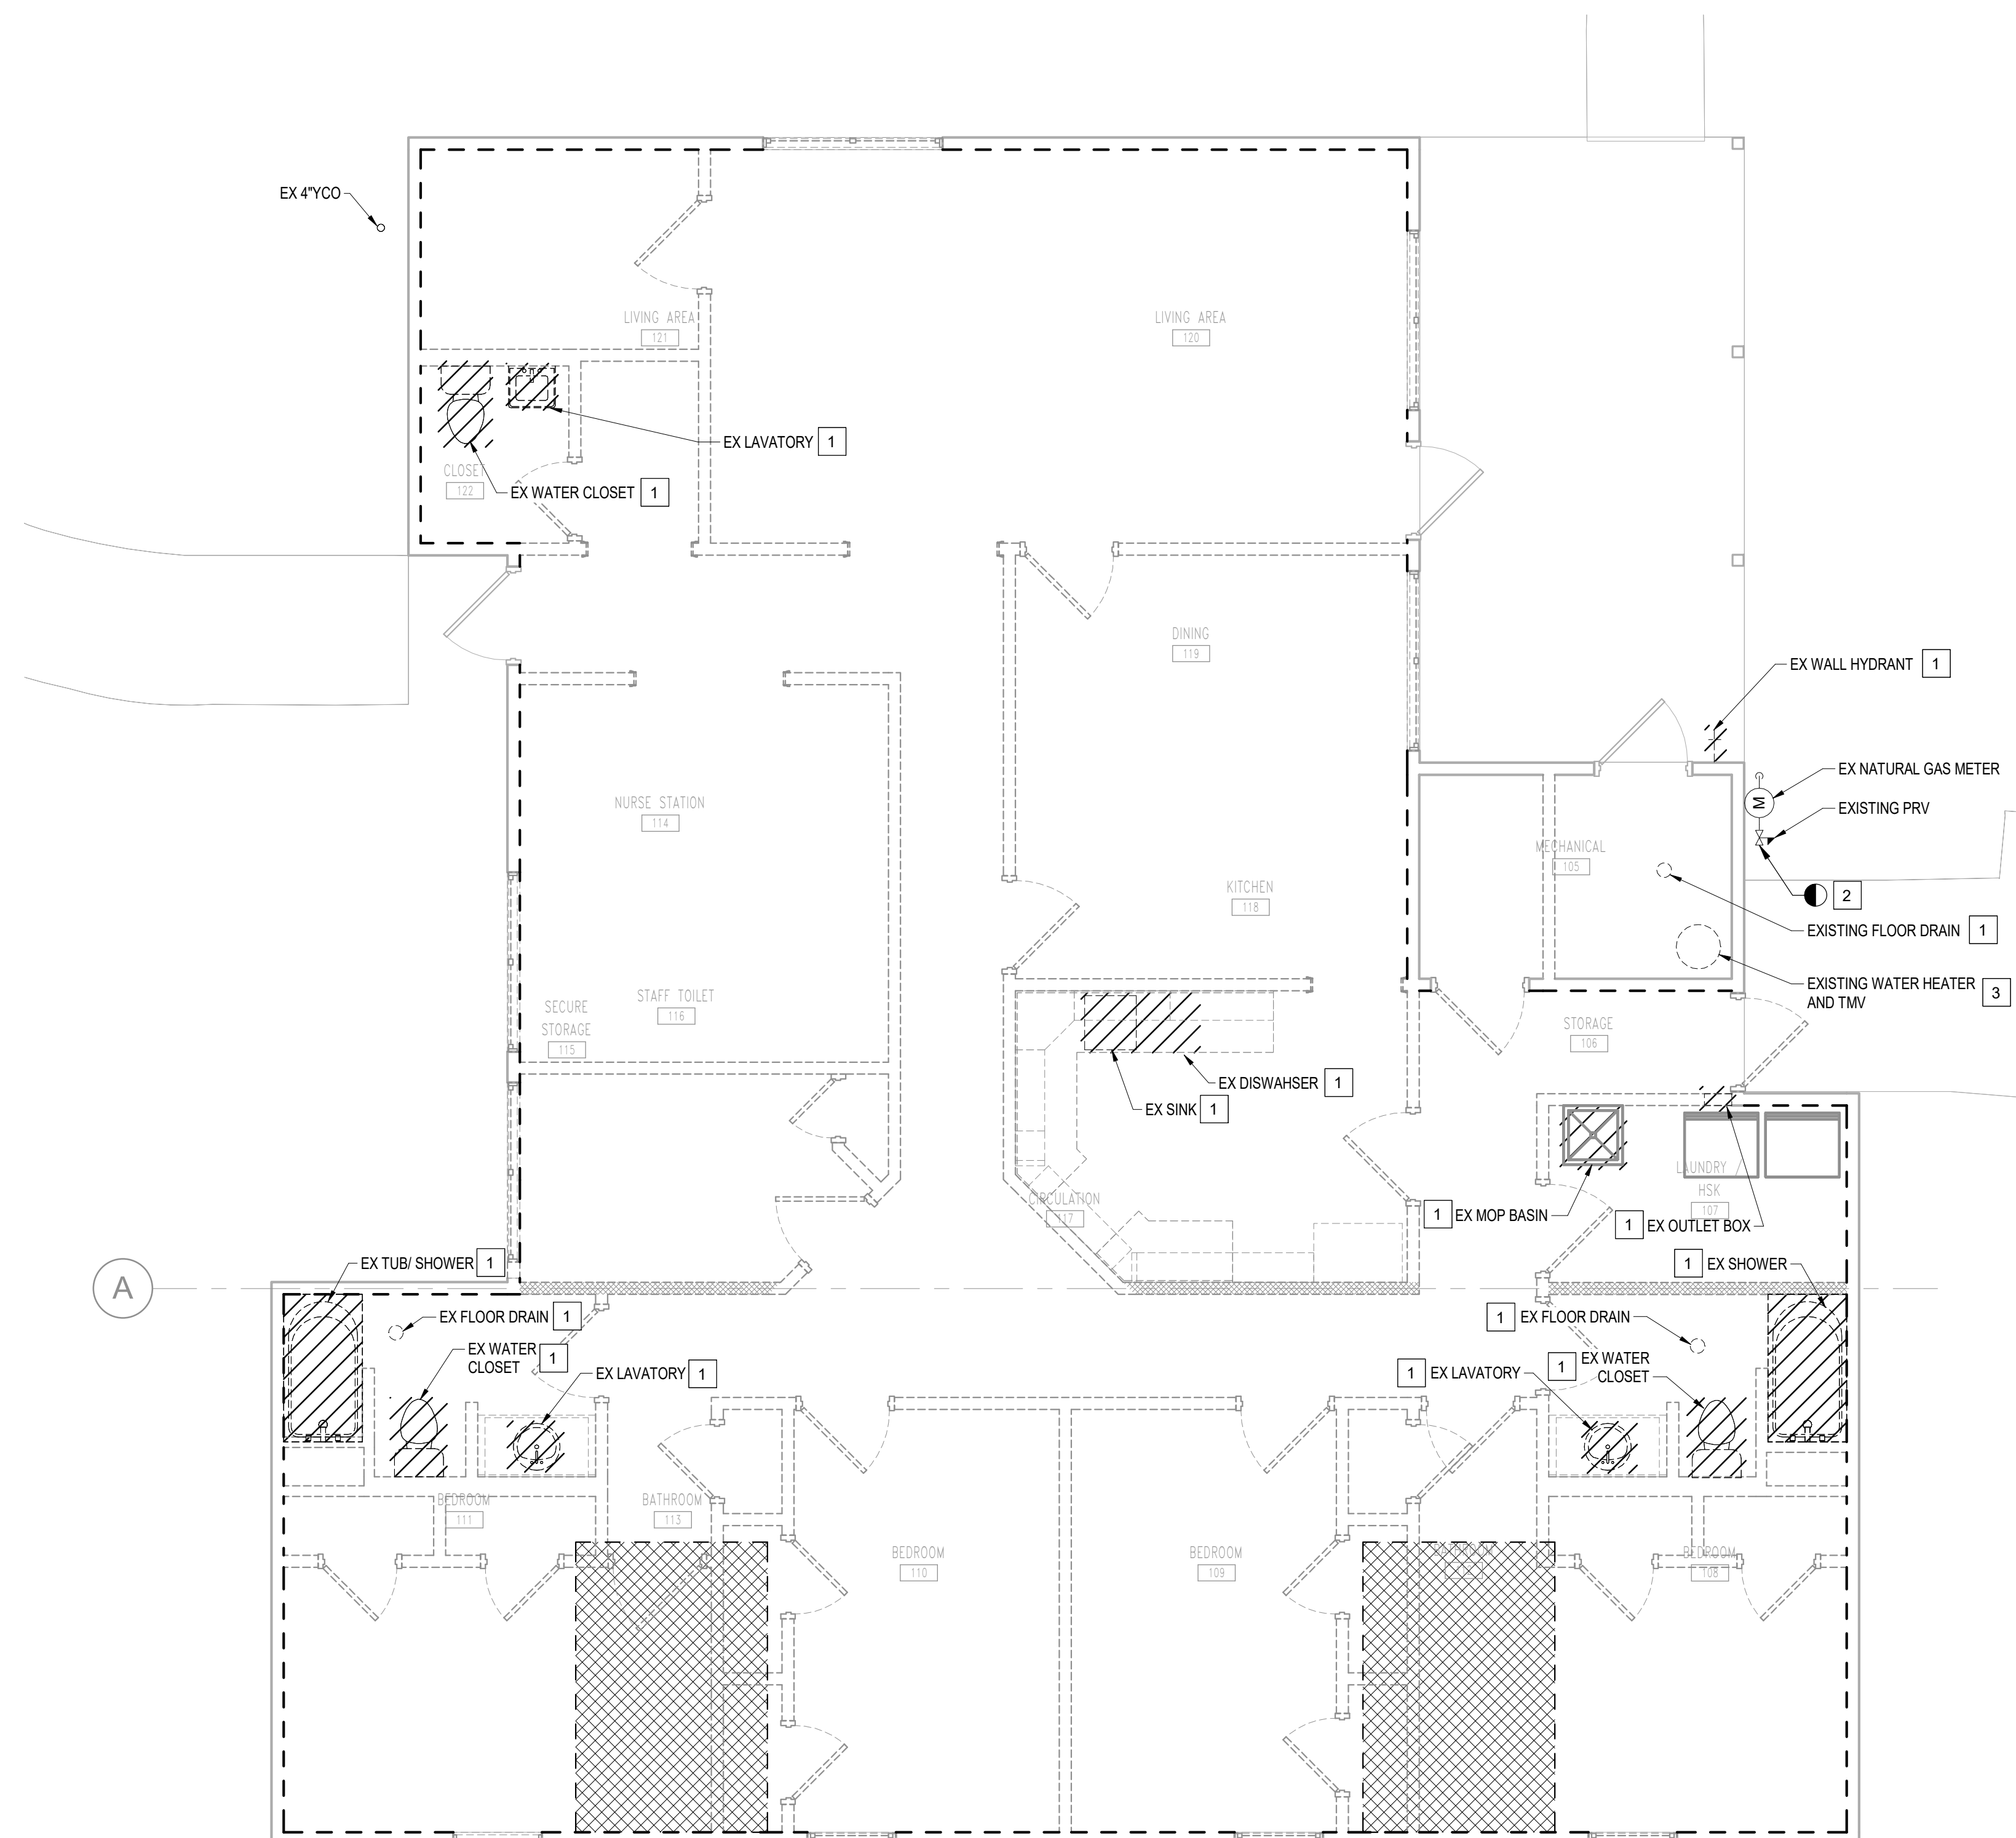 EX 4"YCO
LIVING AREA
121
LIVING AREA
120
EX LAVATORY 1
CLOSET
122
EX WATER CLOSET 1
DINING
119
EX WALL HYDRANT 1
EX NATURAL GAS METER
M
EXISTING PRV
NURSE STATION
114
MECHANICAL
105
2
KITCHEN
118
EXISTING FLOOR DRAIN 1
EXISTING WATER HEATER
AND TMV
3
STAFF TOILET
116
SECURE
STORAGE
115
STORAGE
106
EX DISWAHSER 1
EX SINK 1
LAUNDRY
HSK
107
CIRCULATION
117
1 EX MOP BASIN
1 EX OUTLET BOX
EX TUB/ SHOWER 1
1 EX SHOWER
A
EX FLOOR DRAIN 1
1 EX FLOOR DRAIN
EX WATER
CLOSET
1
EX LAVATORY 1
1 EX LAVATORY
1 EX WATER
CLOSET
BEDROOM
111
BATHROOM
113
BEDROOM
110
BEDROOM
109
BEDROOM
108